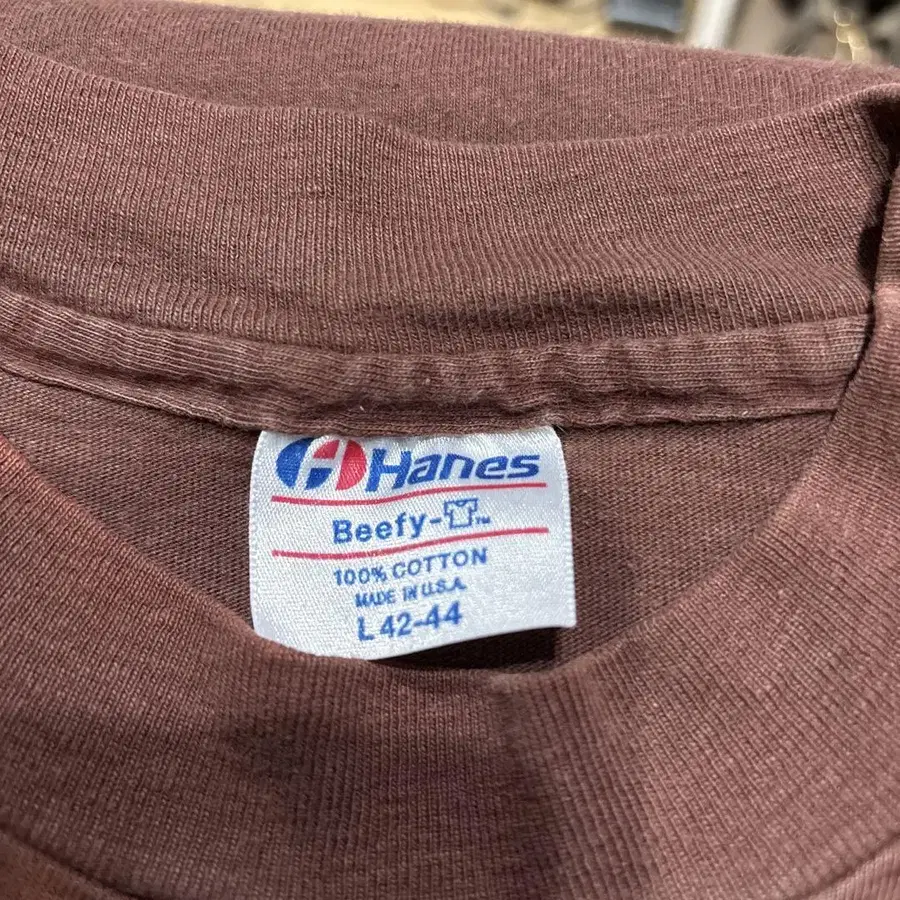 Hanes
Beefy-T™
100% COTTON
MADE IN U.S.A.
L 42-44